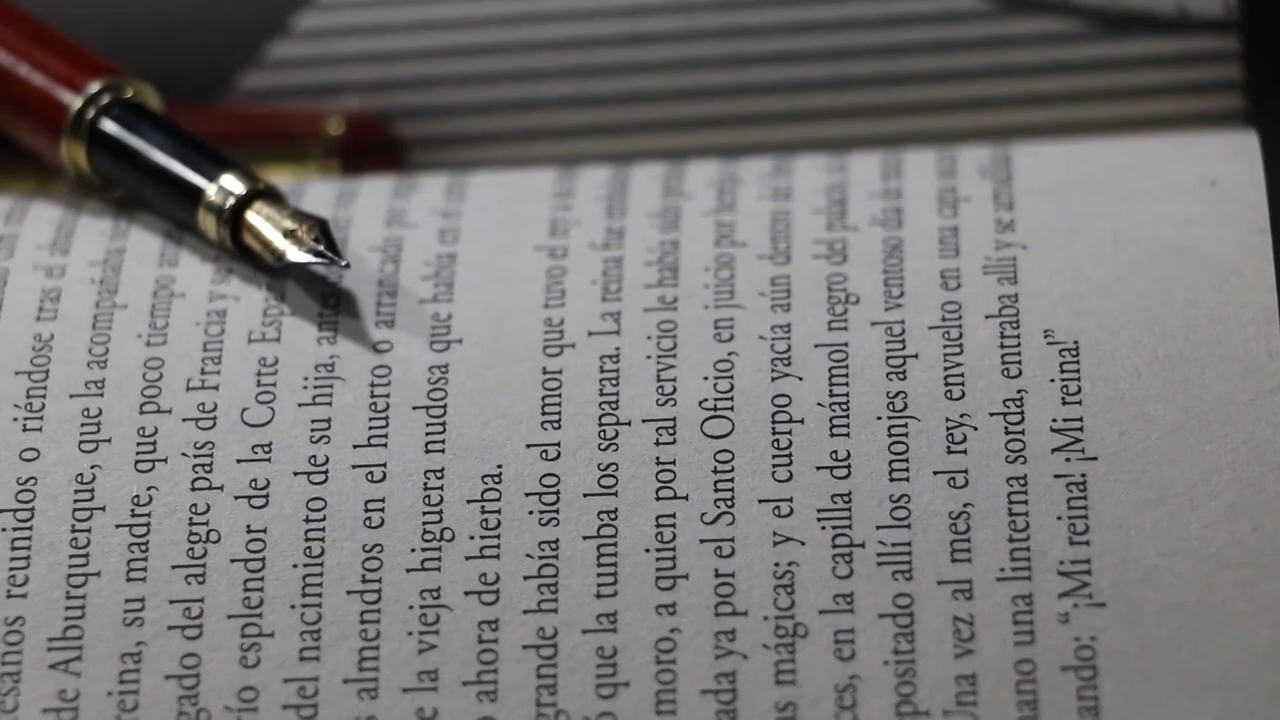 esanos reunidos o riéndose tras el
de Alburquerque, que la acompañaba
reina, su madre, que poco tiempo
gado del alegre país de Francia y
río esplendor de la Corte
del nacimiento de su hija,
almendros en el huerto o arrancado por
e la vieja higuera nudosa que había en el
ahora de hierba.
grande había sido el amor que tuvo el rey a
que la tumba los separara. La reina fue
moro, a quien por tal servicio le había sido
ada ya por el Santo Oficio, en juicio por
as mágicas; y el cuerpo yacía aún dentro de
ces, en la capilla de mármol negro del palacio
positado allí los monjes aquel ventoso día de
Una vez al mes, el rey, envuelto en una capa
mano una linterna sorda, entraba allí y se
ando: “¡Mi reina! ¡Mi reina!”